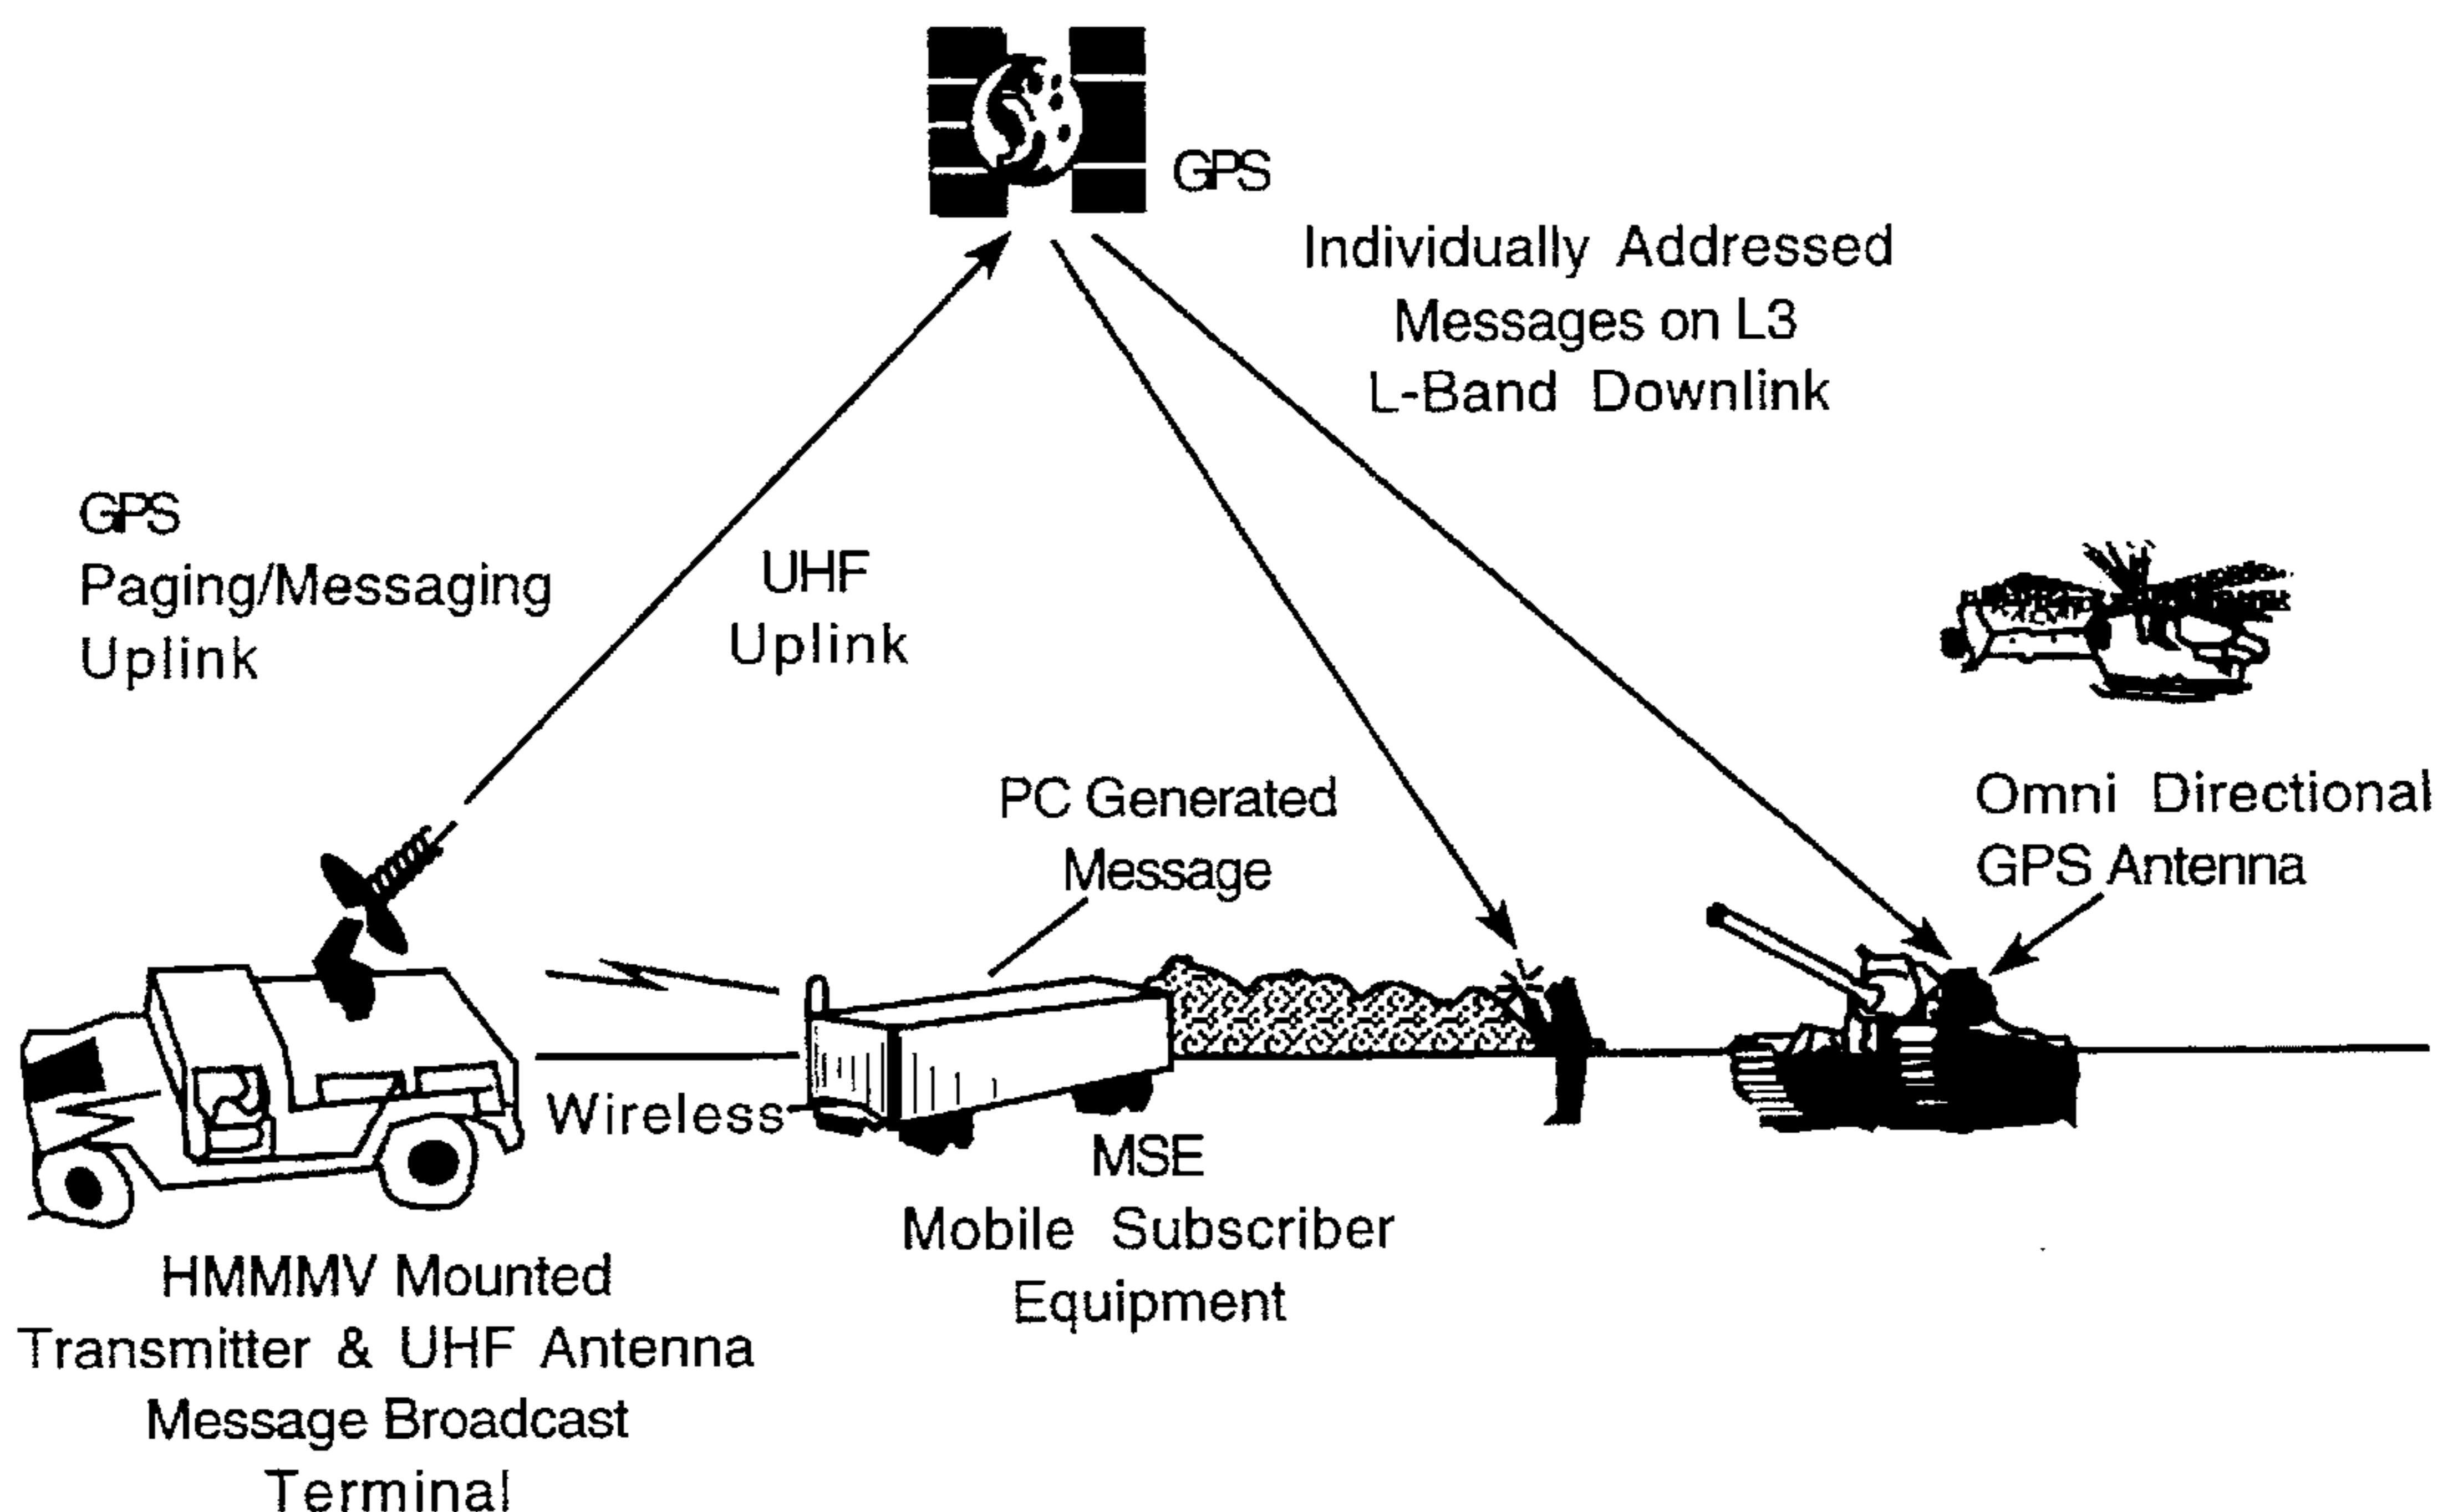 GPS
Individually Addressed
Messages on L3
L-Band Downlink
GPS
Paging/Messaging
Uplink
UHF
Uplink
PC Generated
Message
Omni Directional
GPS Antenna
Wireless
MSE
Mobile Subscriber
Equipment
HMMMV Mounted
Transmitter & UHF Antenna
Message Broadcast
Terminal